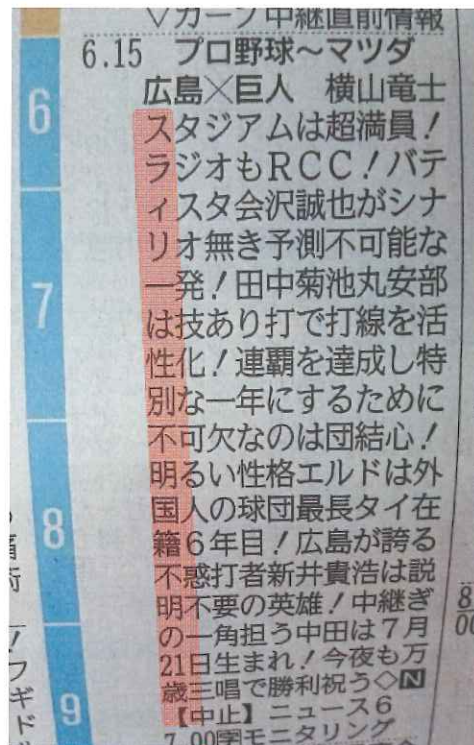 ▽カープ中継直前情報
6.15 プロ野球～マツダ
広島×巨人 横山竜士
スタジアムは超満員!
ラジオもRCC!バテ
ィスタ会沢誠也がシナ
リオ無き予測不可能な
一発!田中菊池丸安部
は技あり打で打線を活
性化!連覇を達成し特
別な一年にするために
不可欠なのは団結心!
明るい性格エルドは外
国人の球団最長タイ在
籍6年目!広島が誇る
不惑打者新井貴浩は説
明不要の英雄!中継ぎ
の一角担う中田は7月
21日生まれ!今夜も万
歳三唱で勝利祝う◇N
【中止】ニュース6
7.00字モニタリング
6
7
8
9